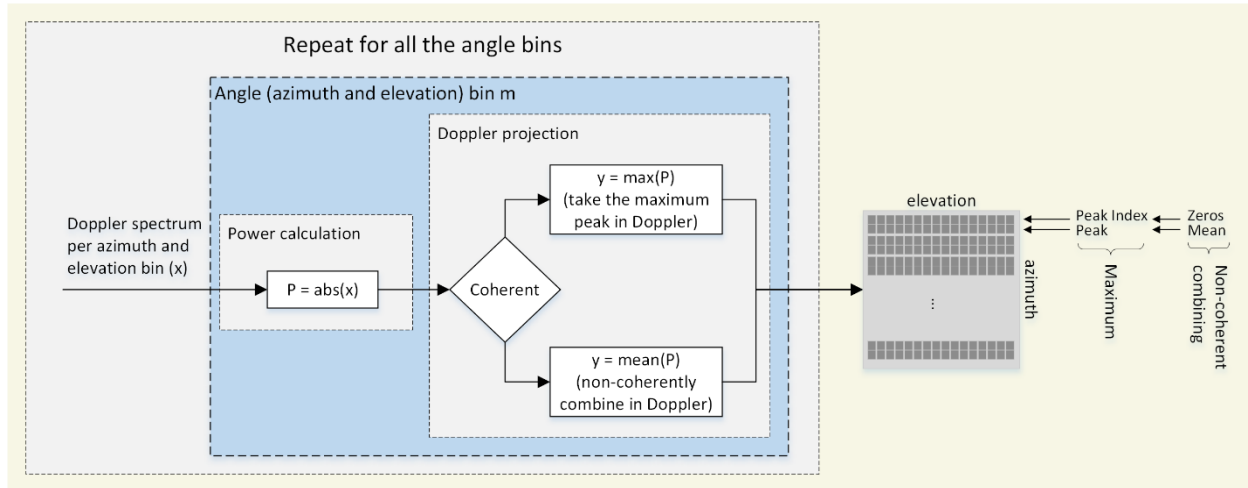 Repeat for all the angle bins
Angle (azimuth and elevation) bin m
Doppler projection
y = max(P)
(take the maximum
peak in Doppler)
Doppler spectrum
per azimuth and
elevation bin (x)
Power calculation
P = abs(x)
Coherent
y = mean(P)
(non-coherently
combine in Doppler)
elevation
azimuth
...
Peak Index
Zeros
Peak
Mean
Maximum
Non-coherent
combining